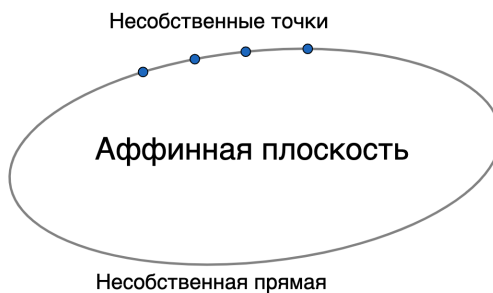 Несобственные точки
Аффинная плоскость
Несобственная прямая